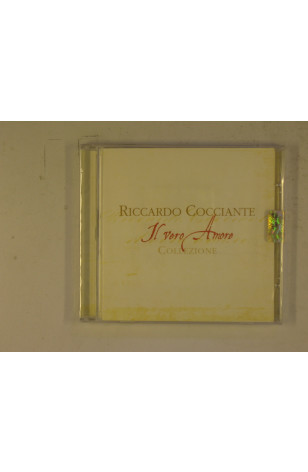 RICCARDO COCCIANTE
Il vero Amore
COLLEZIONE